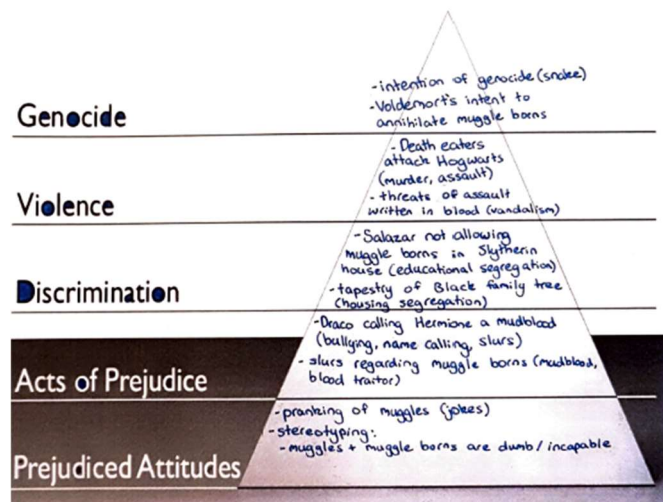 - intention of genocide (snake)
- Voldemort's intent to
annihilate muggle borns
Genocide
- Death eaters
attack Hogwarts
(murder, assault)
- threats of assault
written in blood (vandalism)
Violence
- Salazar not allowing
muggle borns in Slytherin
house (educational segregation)
- tapestry of Black family tree
(housing segregation)
Discrimination
- Draco calling Hermione a mudblood
(bullying, name calling, slurs)
- slurs regarding muggle borns (mudblood,
blood traitor)
Acts of Prejudice
- pranking of muggles (jokes)
- stereotyping:
- muggles + muggle borns are dumb/incapable
Prejudiced Attitudes